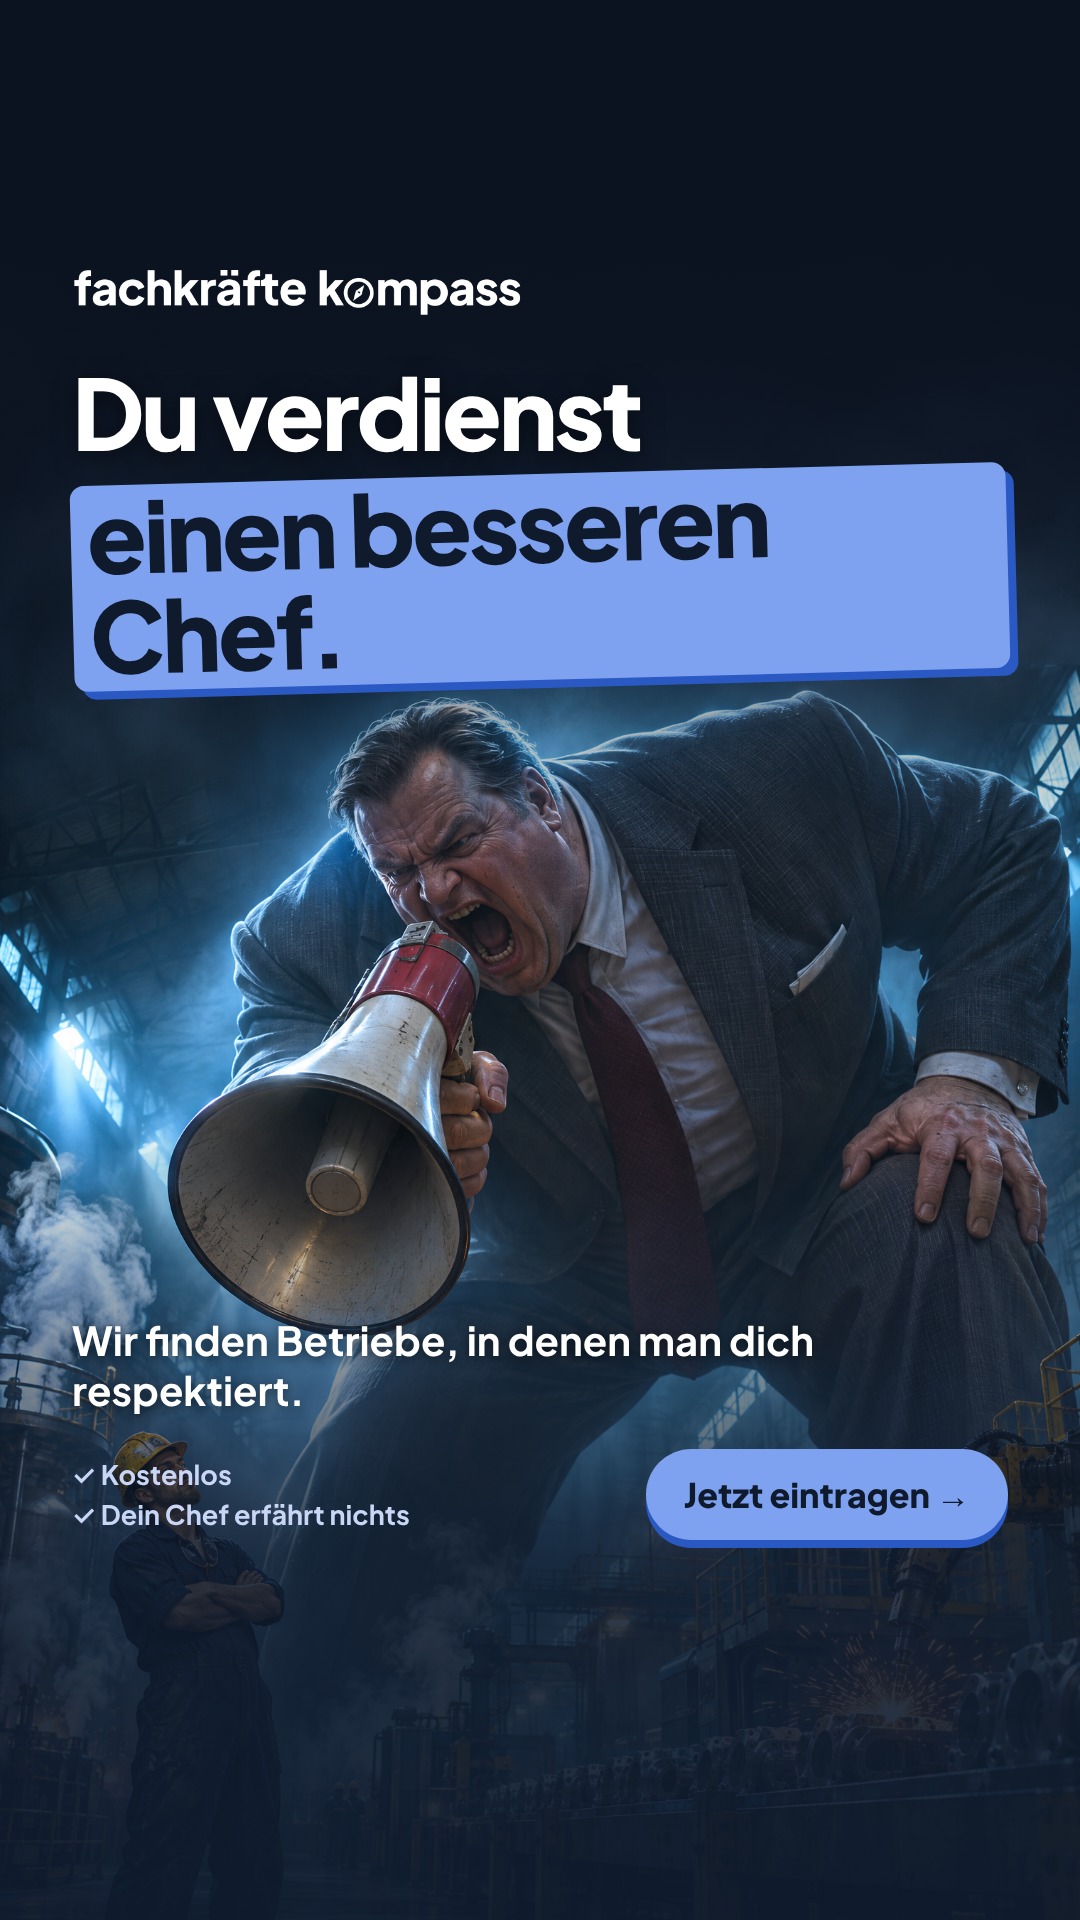 fachkräfte kompass
Du verdienst
einen besseren
Chef.
Wir finden Betriebe, in denen man dich
respektiert.
✓ Kostenlos
✓ Dein Chef erfährt nichts
Jetzt eintragen →